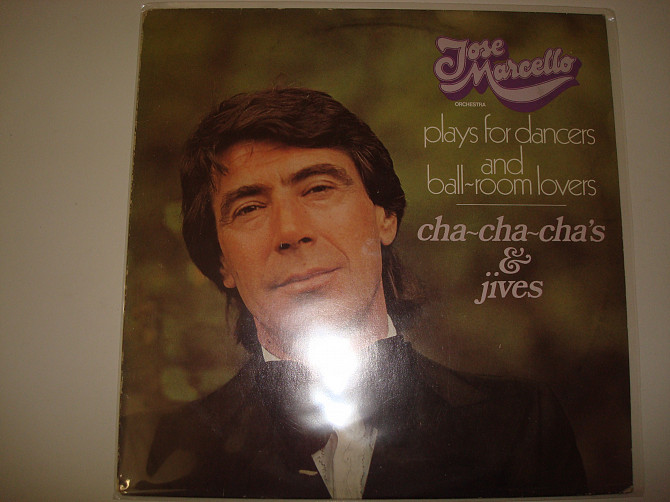 Jose
Marcello
ORCHESTRA
plays for dancers
and
ball~room lovers
cha~cha~cha's
&
jives